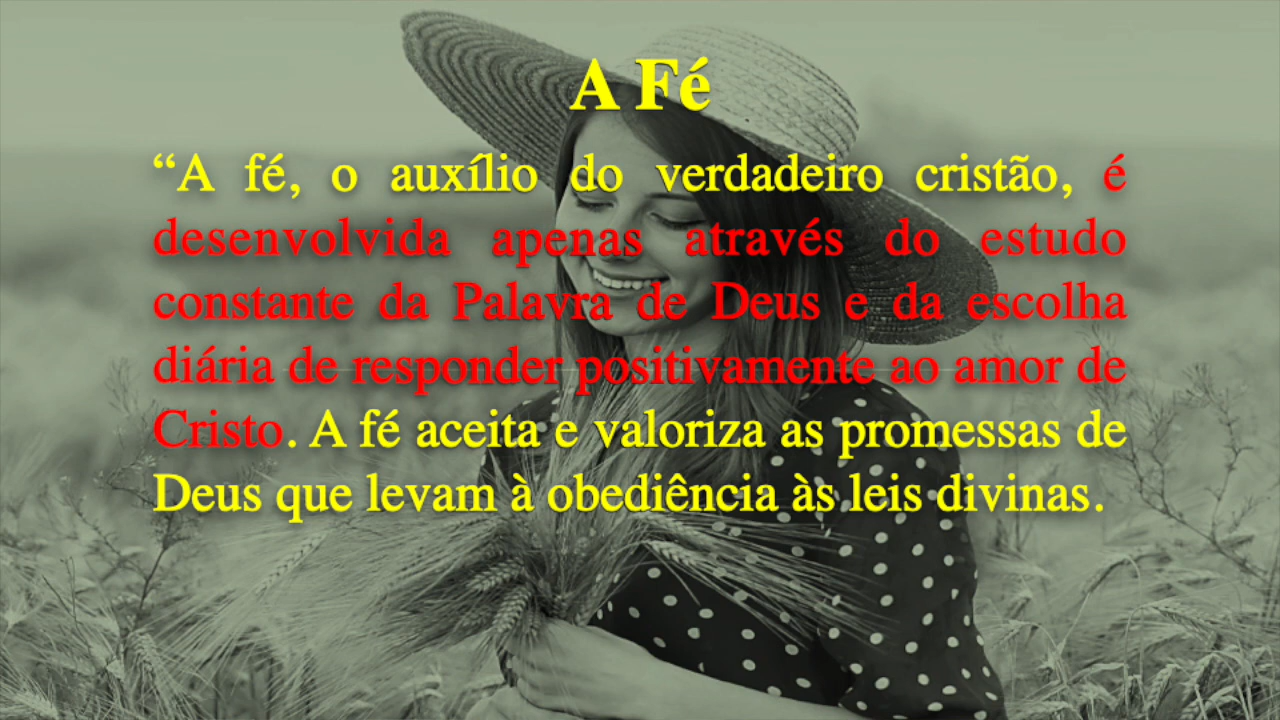 A Fé
“A fé, o auxílio do verdadeiro cristão, é
desenvolvida apenas através do estudo
constante da Palavra de Deus e da escolha
diária de responder positivamente ao amor de
Cristo. A fé aceita e valoriza as promessas de
Deus que levam à obediência às leis divinas.